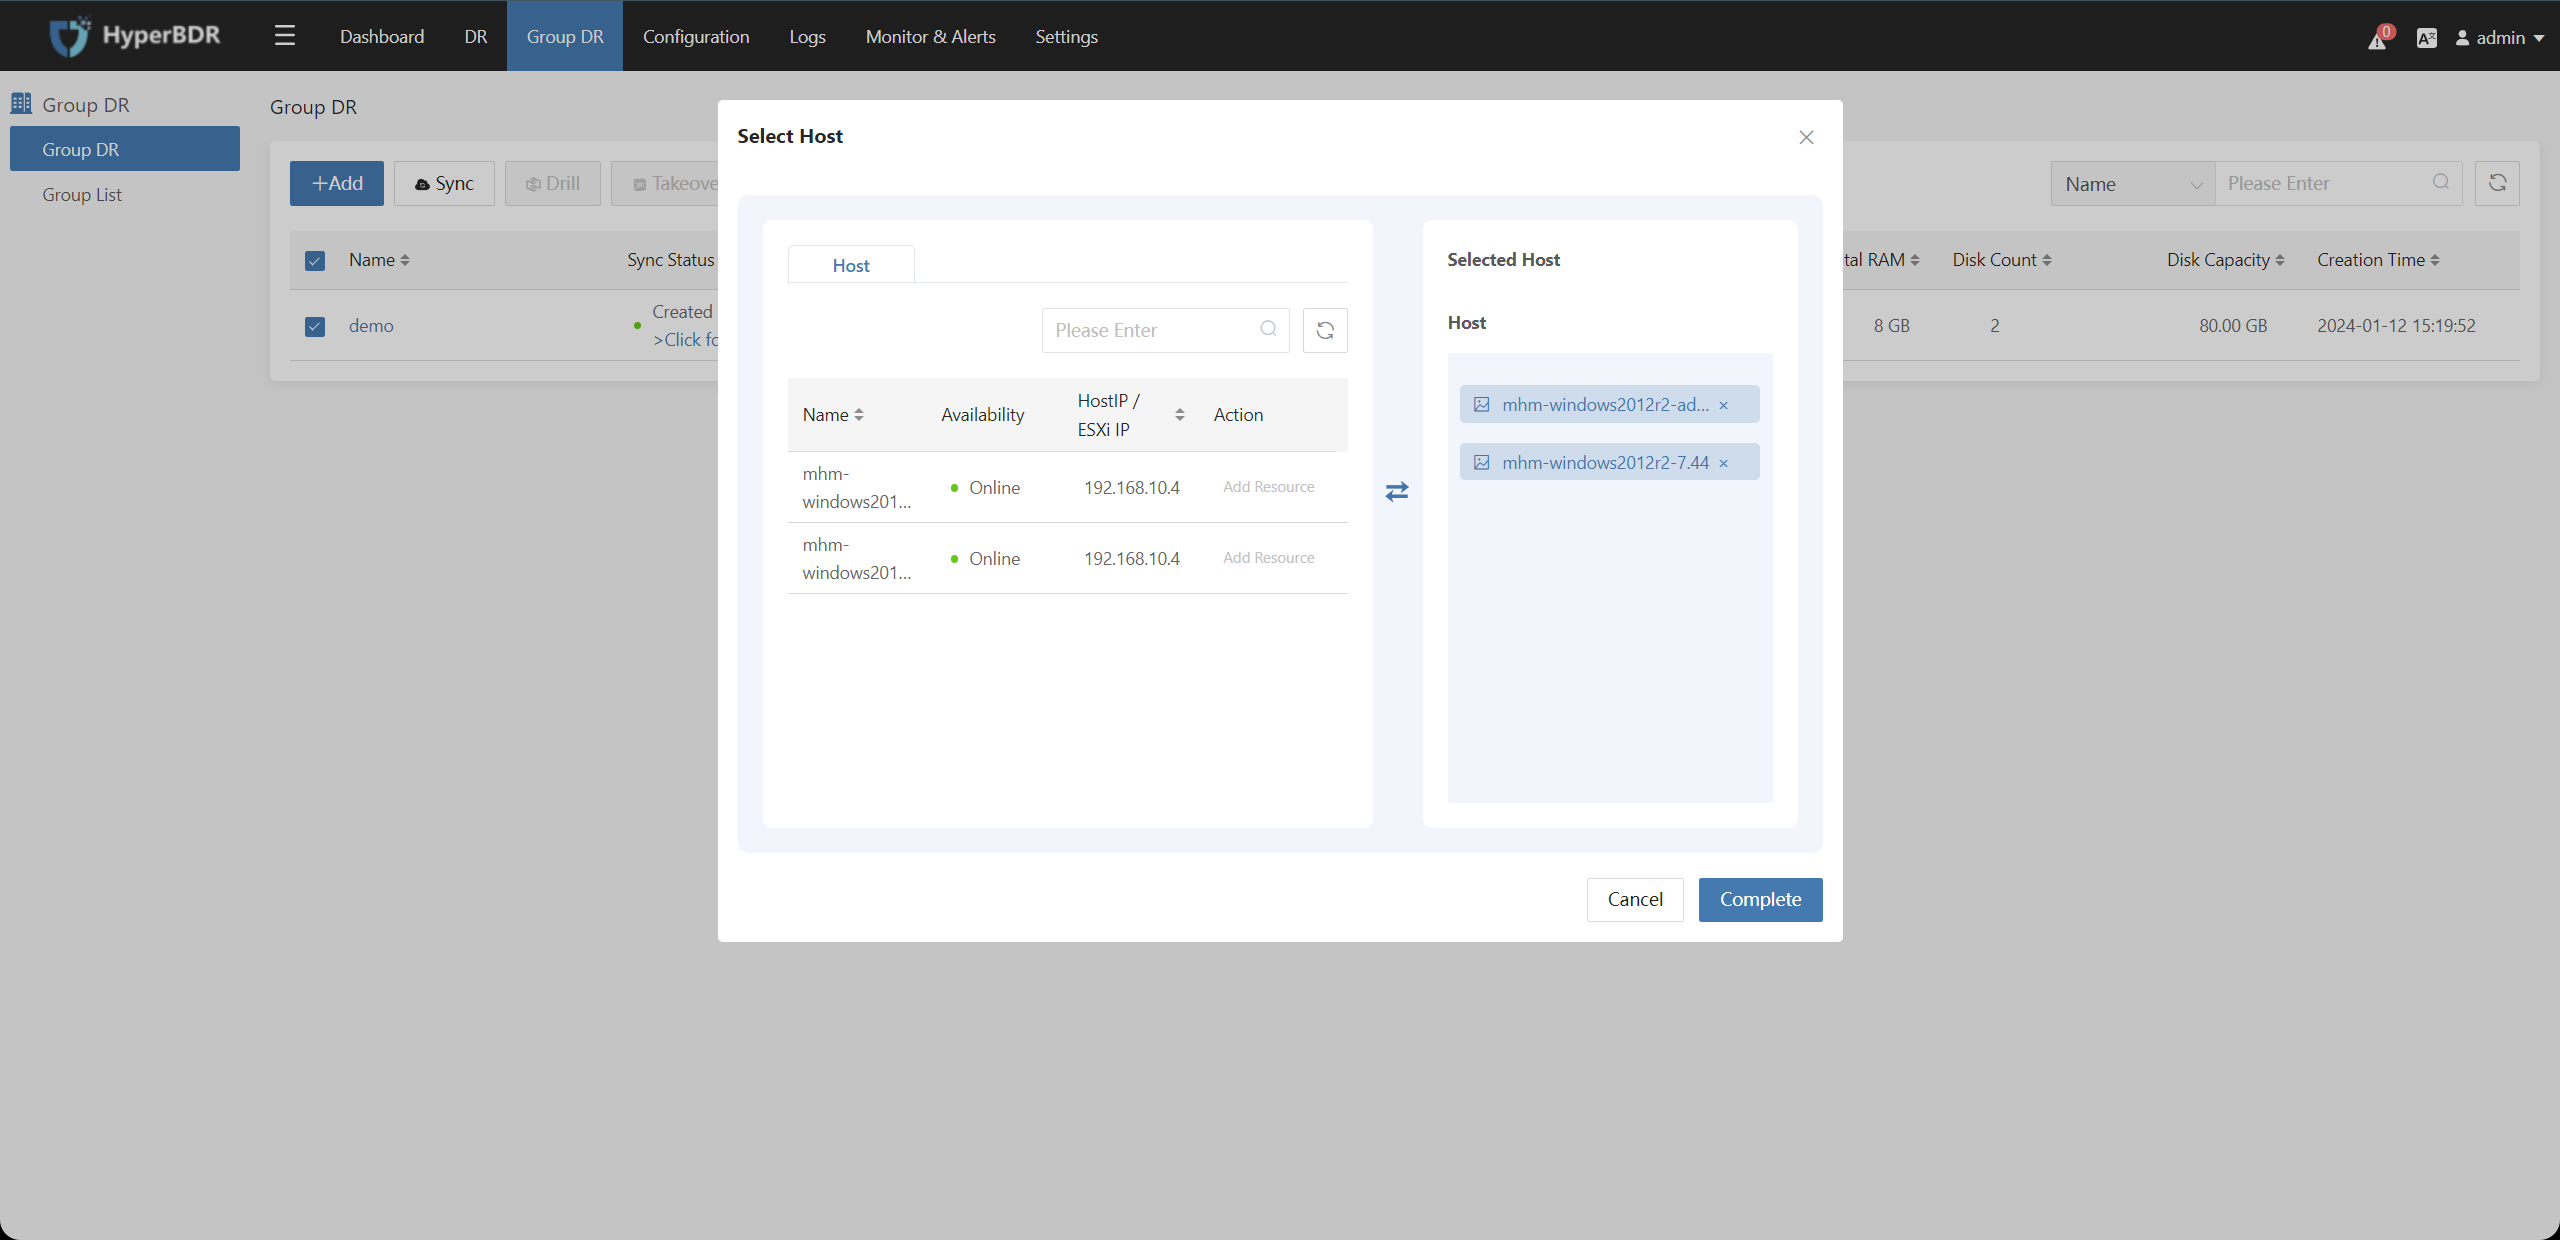 HyperBDR
Dashboard
DR
Group DR
Configuration
Logs
Monitor & Alerts
Settings
0
admin
Group DR
Group DR
Group List
Group DR
+Add
Sync
Drill
Takeove
Name
Please Enter
Name
Sync Status
tal RAM
Disk Count
Disk Capacity
Creation Time
demo
Created
>Click fo
8 GB
2
80.00 GB
2024-01-12 15:19:52
Select Host
Host
Please Enter
Name
Availability
HostIP /
ESXi IP
Action
mhm-
windows201...
Online
192.168.10.4
Add Resource
mhm-
windows201...
Online
192.168.10.4
Add Resource
Selected Host
Host
mhm-windows2012r2-ad... ×
mhm-windows2012r2-7.44 ×
Cancel
Complete